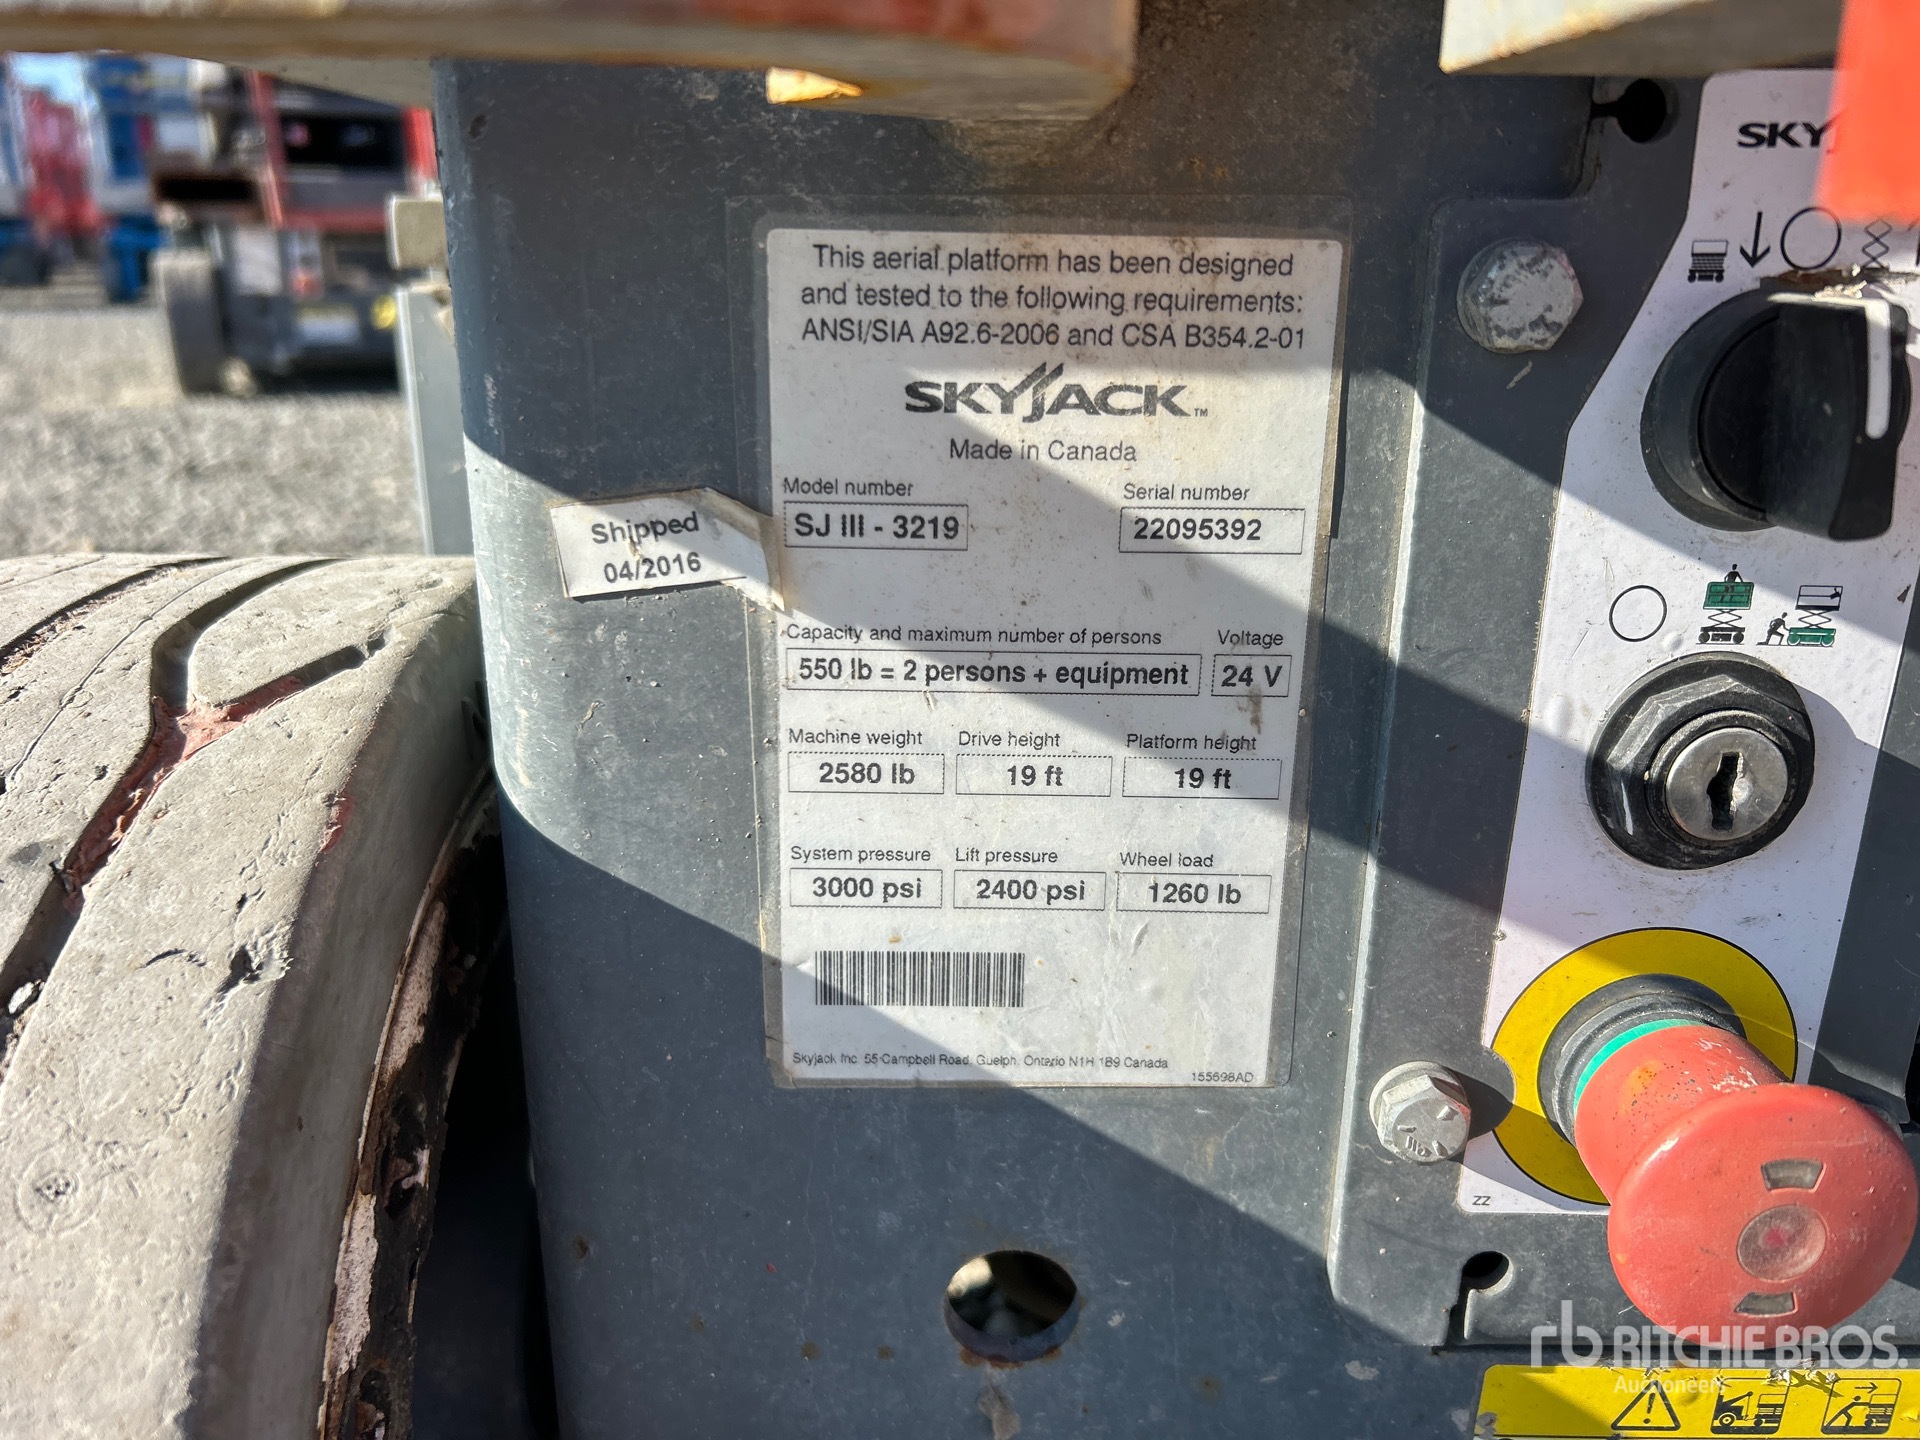 This aerial platform has been designed
and tested to the following requirements:
ANSI/SIA A92.6-2006 and CSA B354.2-01
SKYJACK™
Made in Canada
Model number
SJ III - 3219
Serial number
22095392
Shipped
04/2016
Capacity and maximum number of persons
550 lb = 2 persons + equipment
Voltage
24 V
Machine weight
2580 lb
Drive height
19 ft
Platform height
19 ft
System pressure
3000 psi
Lift pressure
2400 psi
Wheel load
1260 lb
Skyjack Inc. 55 Campbell Road, Guelph, Ontario N1H 1B9 Canada
155698AD
SKY
ZZ
rb RITCHIE BROS.
Auctioneers